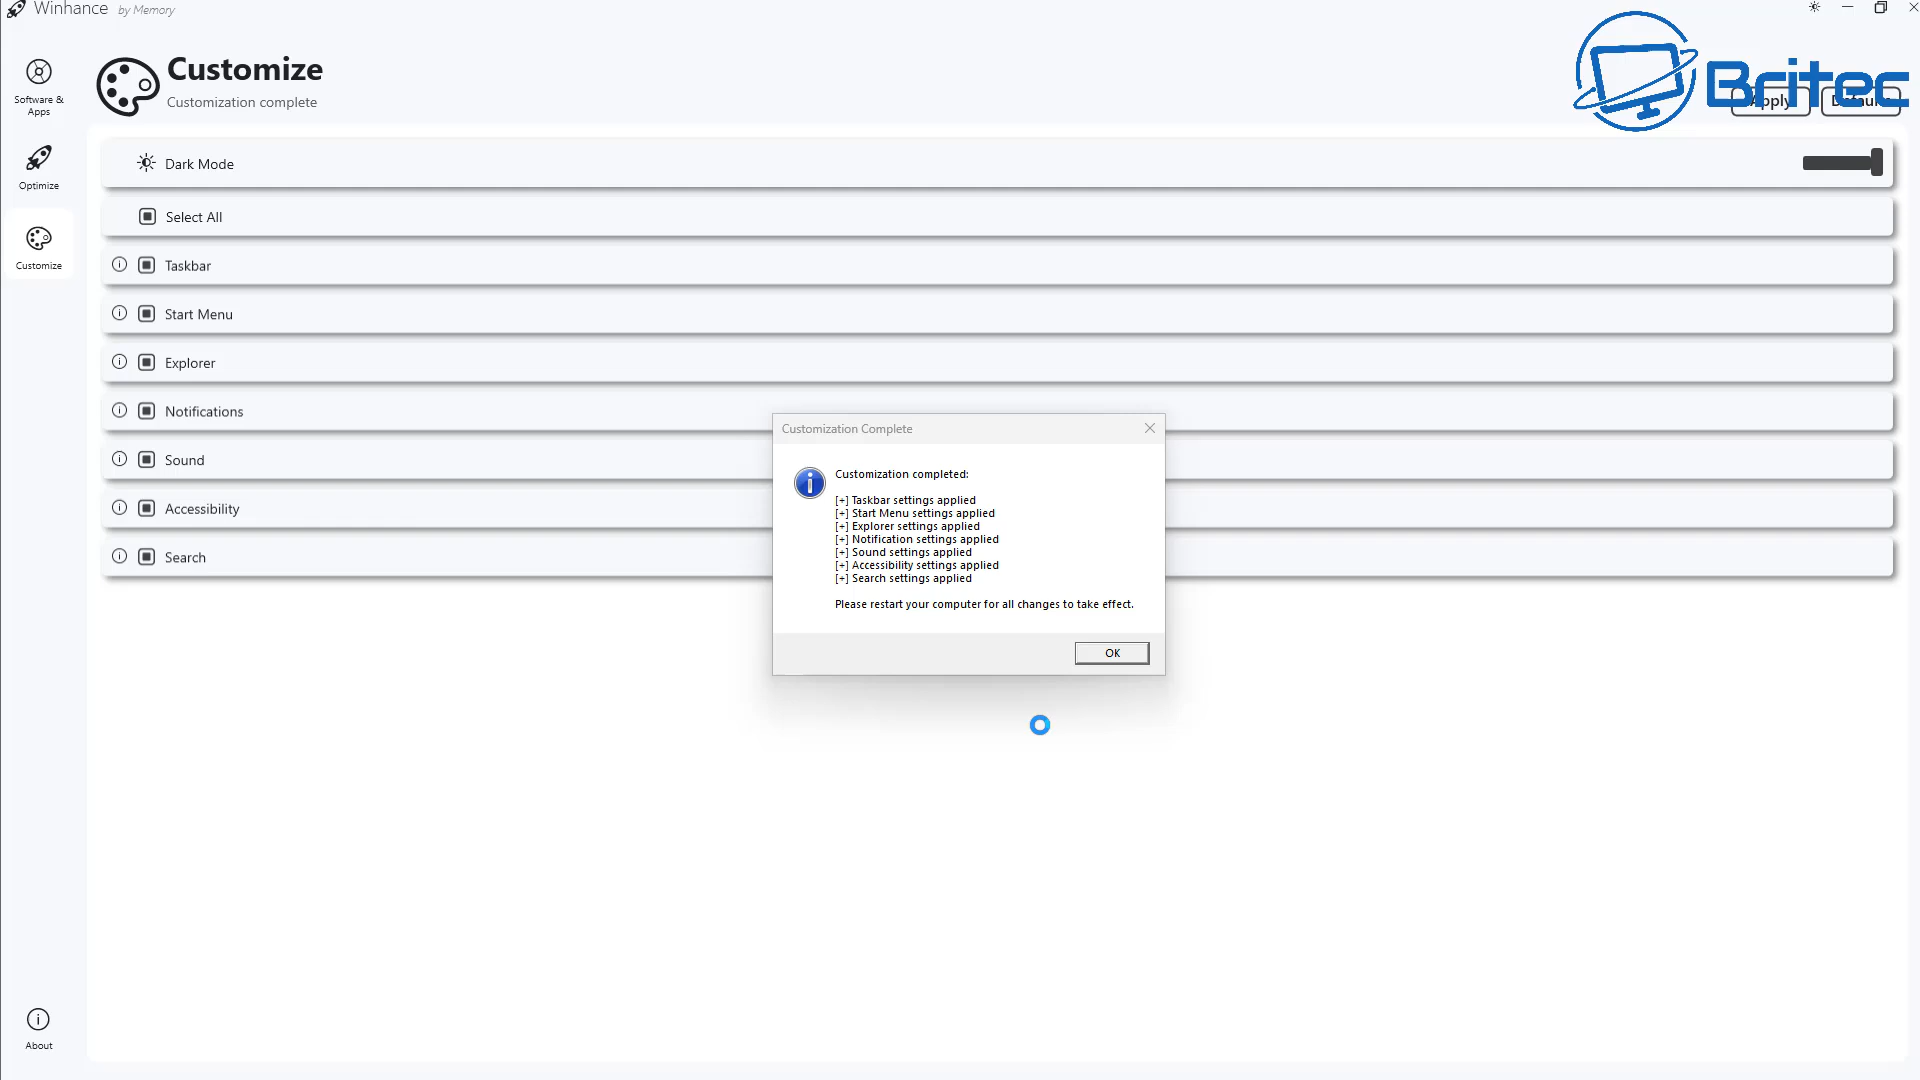 Winhance by Memory
Britec
Customize
Customization complete
Apply
Software &
Apps
Dark Mode
Optimize
Select All
Customize
Taskbar
Start Menu
Explorer
Notifications
Customization Complete
Customization completed:
Sound
[+] Taskbar settings applied
[+] Start Menu settings applied
Accessibility
[+] Explorer settings applied
[+] Notification settings applied
[+] Sound settings applied
Search
[+] Accessibility settings applied
[+] Search settings applied
Please restart your computer for all changes to take effect.
OK
About